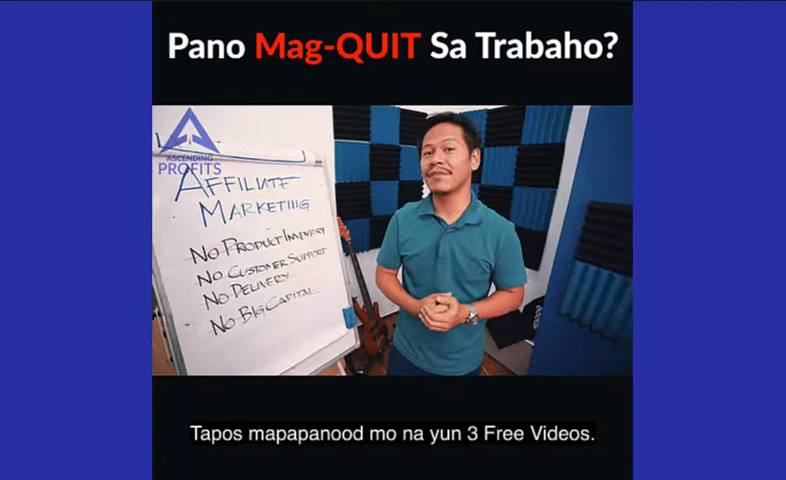 Pano Mag-QUIT Sa Trabaho?
ASCENDING
PROFITS
AFFILIATE
MARKETING
NO PRODUCT INVENTORY
NO CUSTOMER SUPPORT
NO DELIVERY
NO BIG CAPITAL
Tapos mapapanood mo na yun 3 Free Videos.